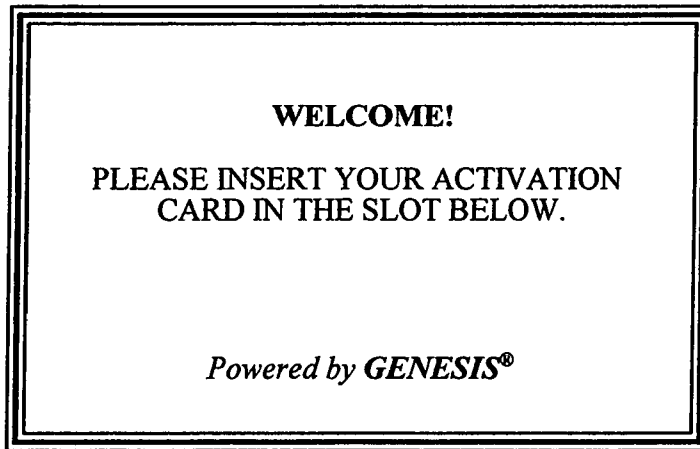 WELCOME!
PLEASE INSERT YOUR ACTIVATION
CARD IN THE SLOT BELOW.
Powered by GENESIS®